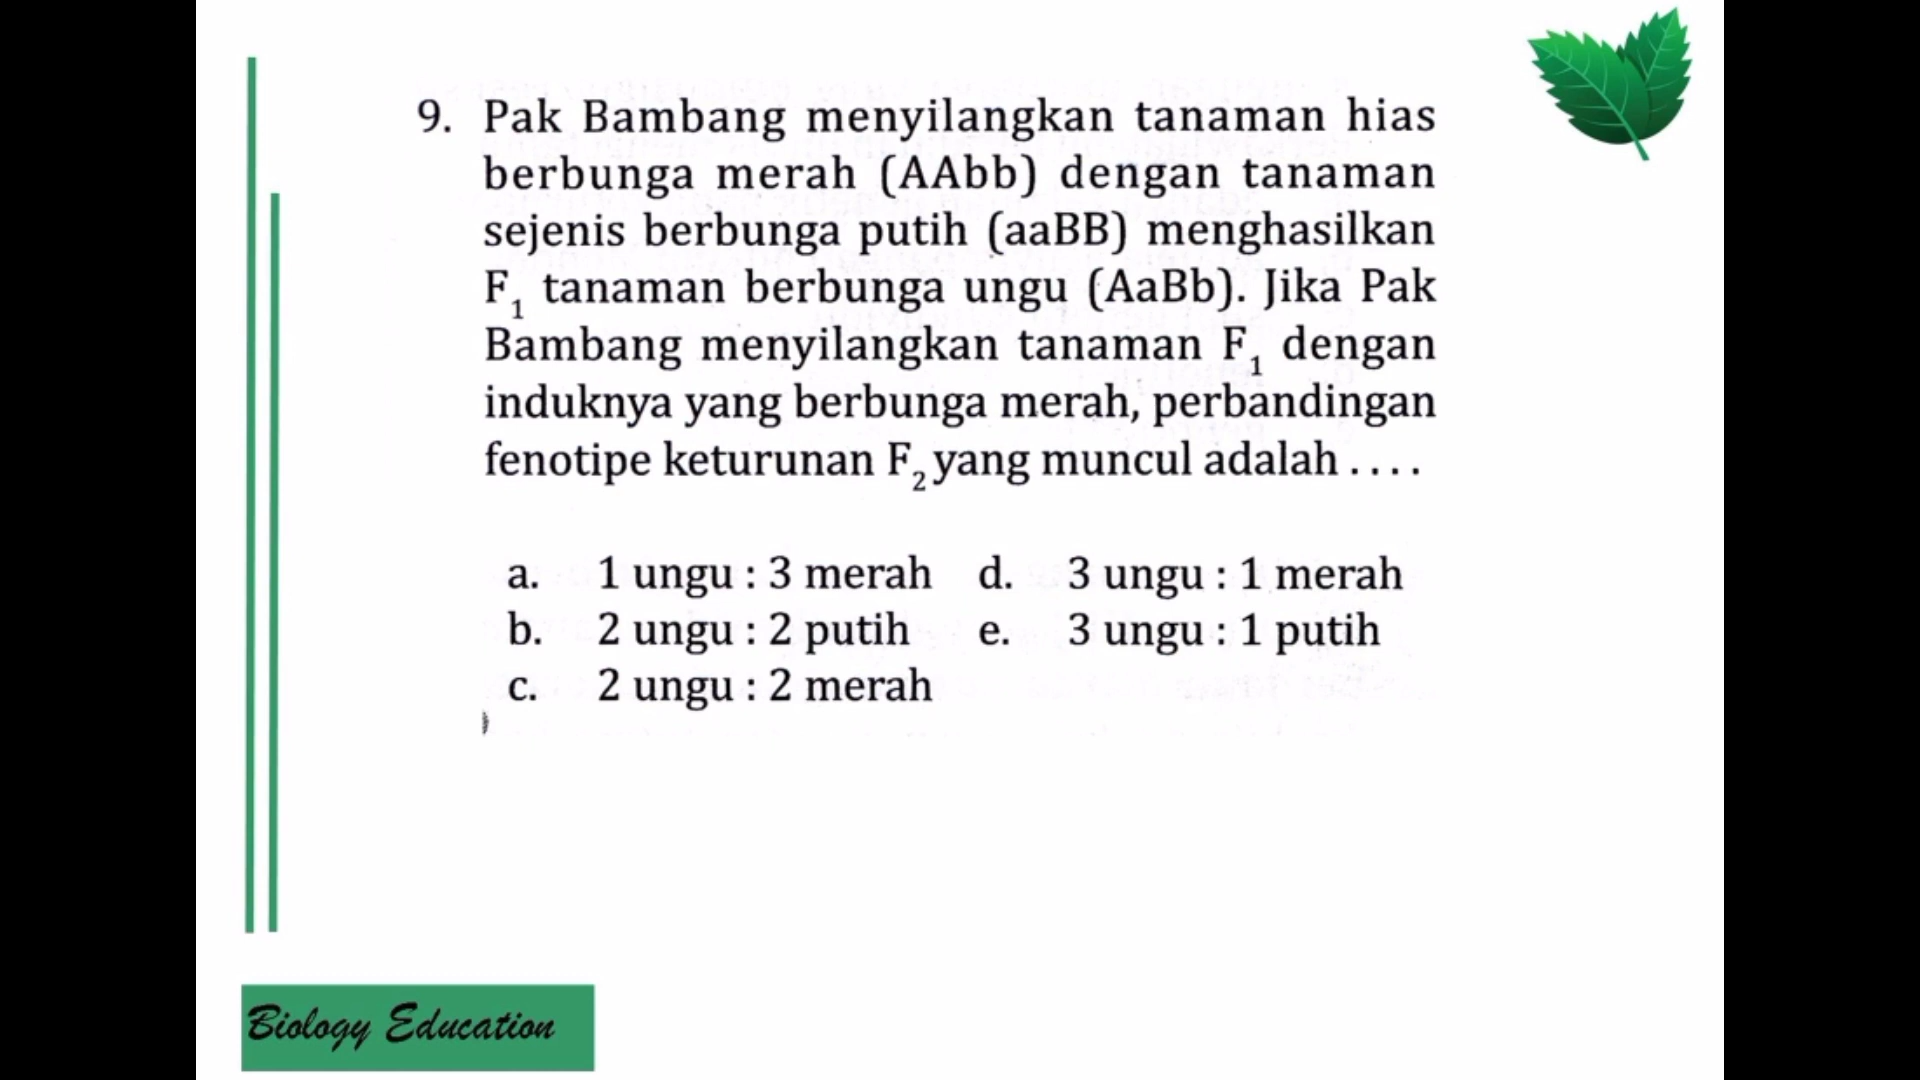 9. Pak Bambang menyilangkan tanaman hias
berbunga merah (AAbb) dengan tanaman
sejenis berbunga putih (aaBB) menghasilkan
F₁ tanaman berbunga ungu (AaBb). Jika Pak
Bambang menyilangkan tanaman F₁ dengan
induknya yang berbunga merah, perbandingan
fenotipe keturunan F₂ yang muncul adalah . . . .
a. 1 ungu : 3 merah d. 3 ungu : 1 merah
b. 2 ungu : 2 putih e. 3 ungu : 1 putih
c. 2 ungu : 2 merah
Biology Education